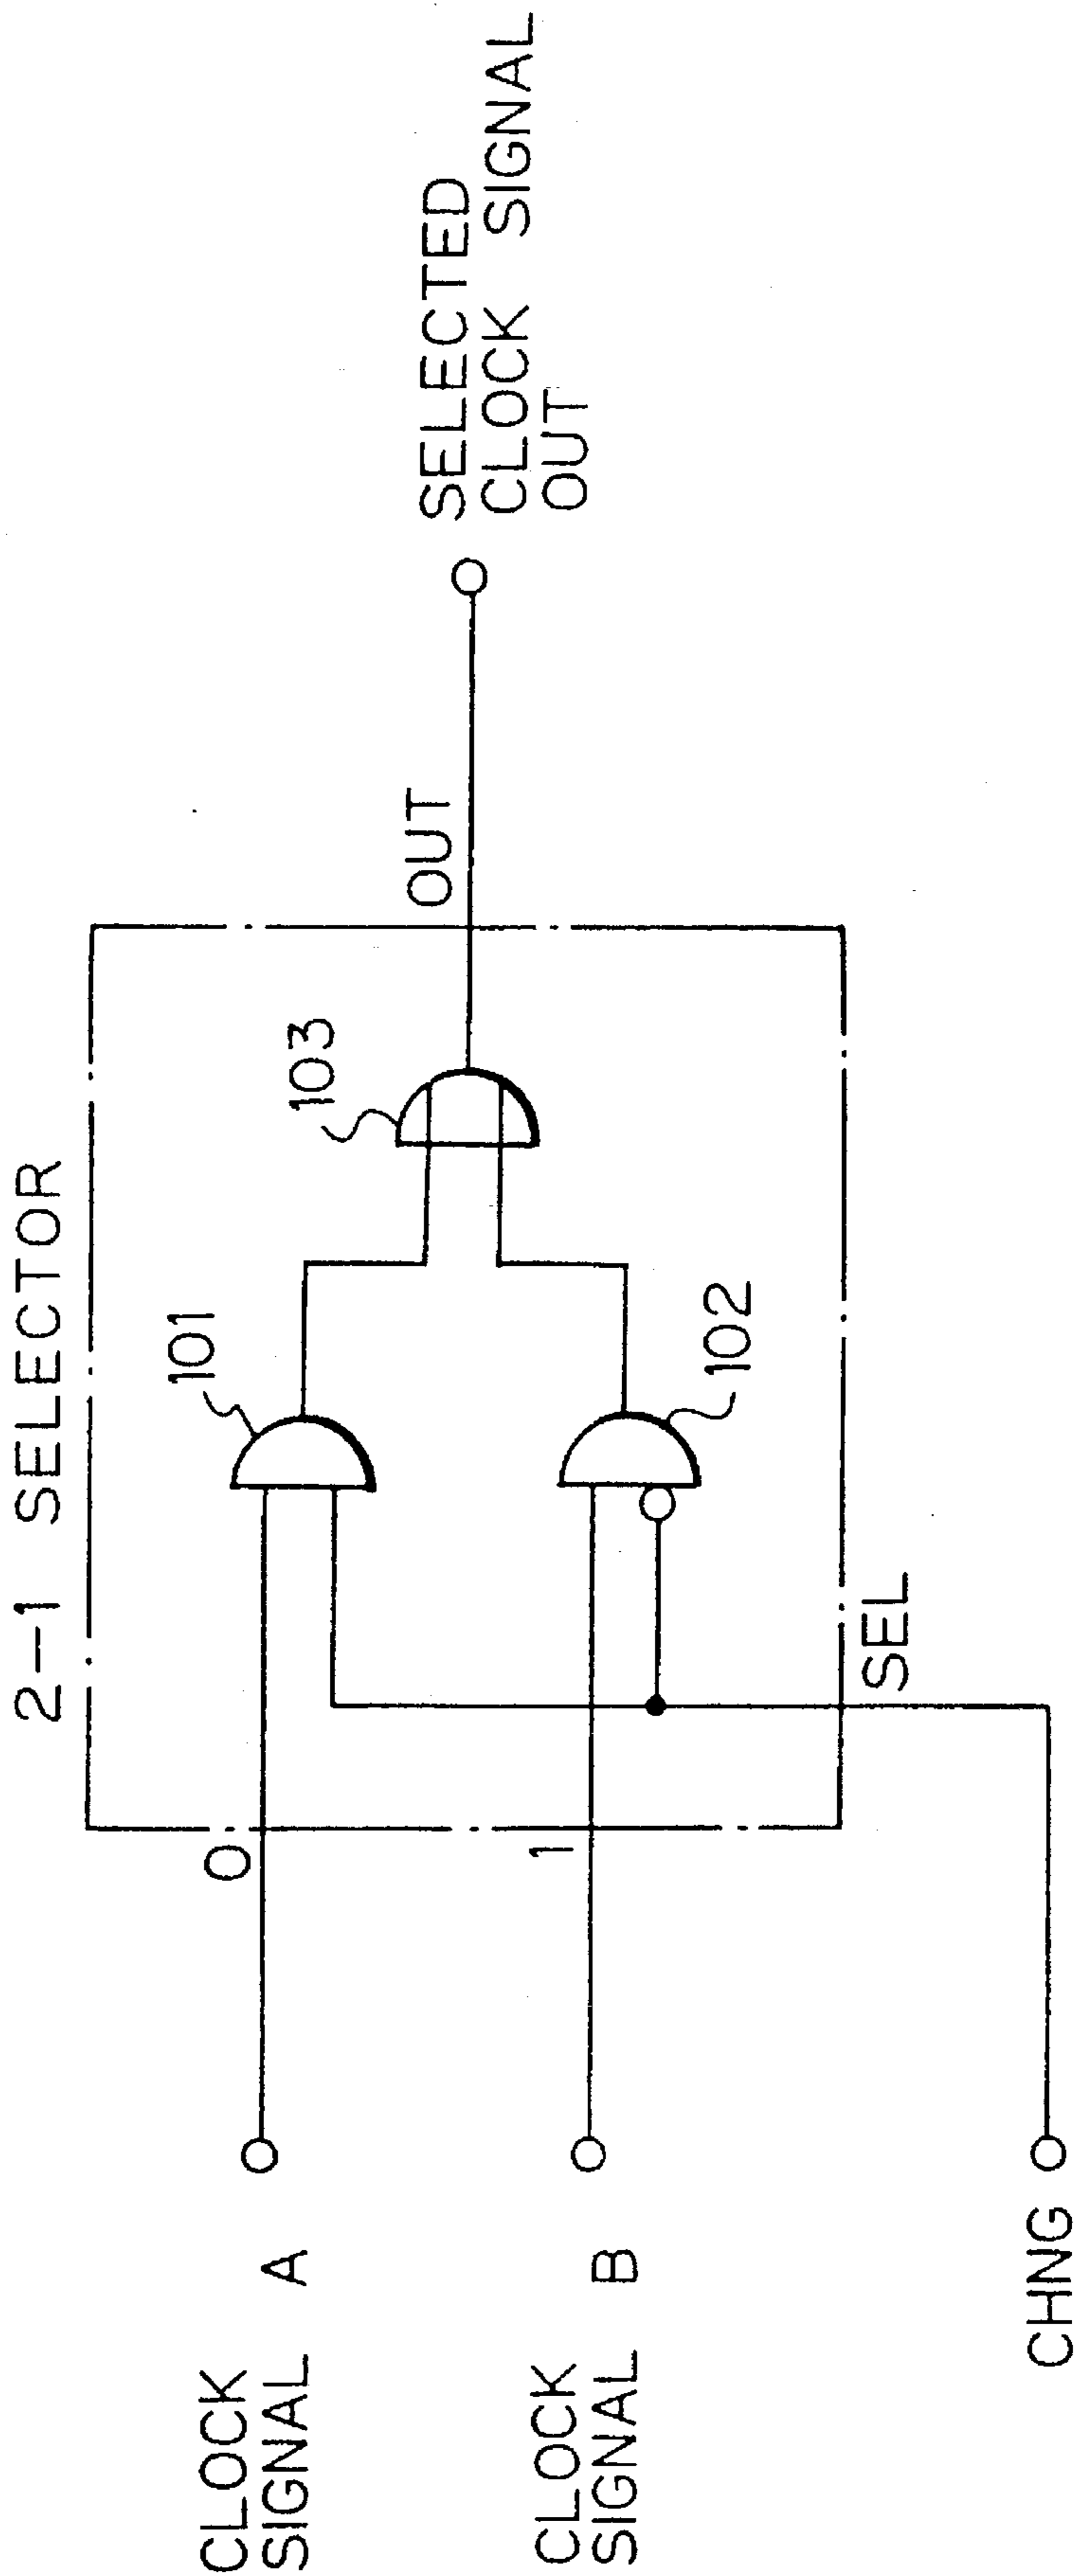 2-1 SELECTOR
CLOCK
SIGNAL A
0
101
103
OUT
SELECTED
CLOCK SIGNAL
OUT
CLOCK
SIGNAL B
1
102
SEL
CHNG